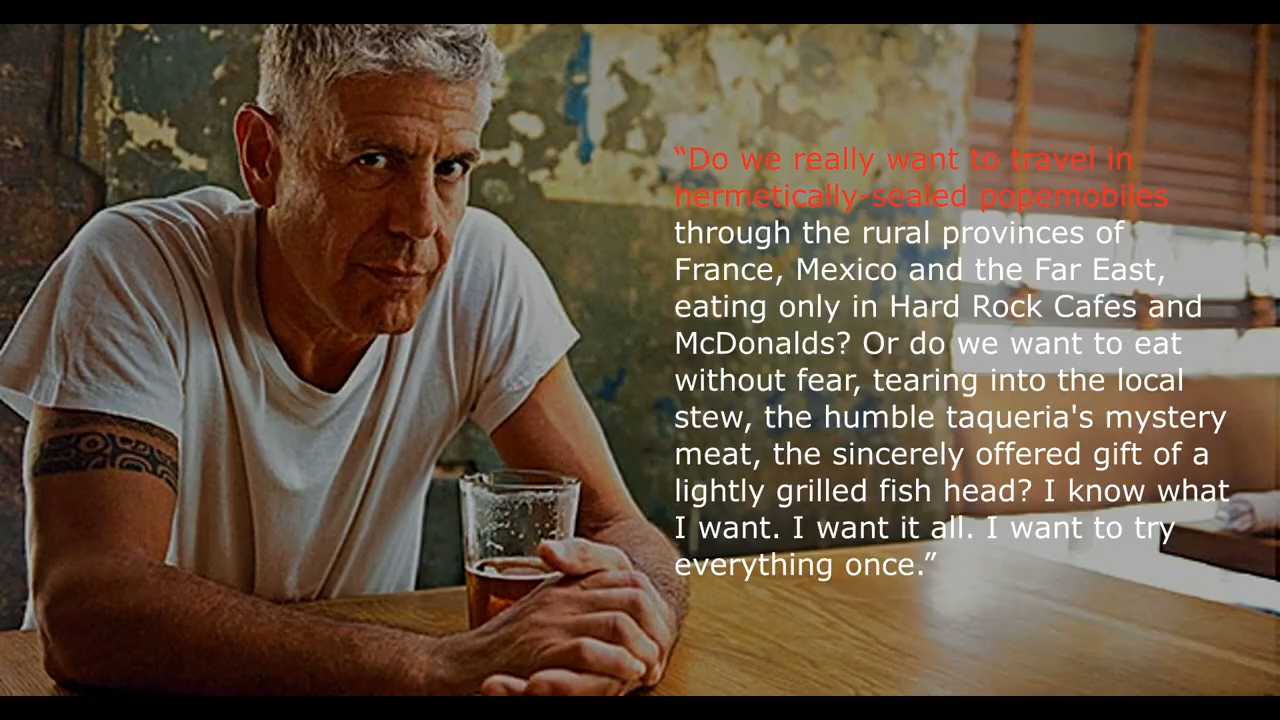 “Do we really want to travel in
hermetically-sealed popemobiles
through the rural provinces of
France, Mexico and the Far East,
eating only in Hard Rock Cafes and
McDonalds? Or do we want to eat
without fear, tearing into the local
stew, the humble taqueria's mystery
meat, the sincerely offered gift of a
lightly grilled fish head? I know what
I want. I want it all. I want to try
everything once.”